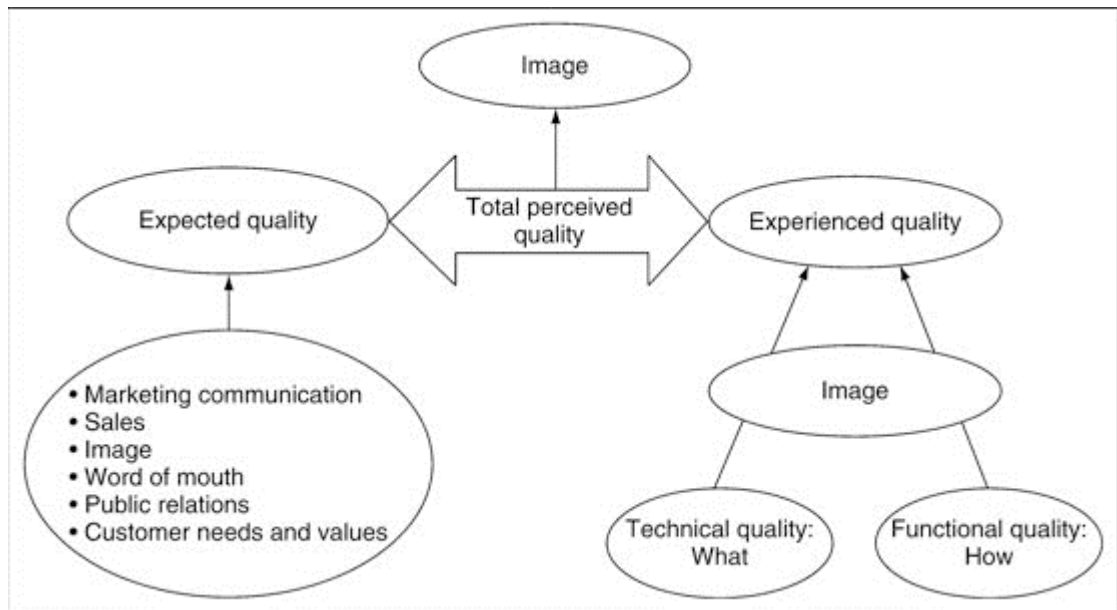 Image
Expected quality
Total perceived
quality
Experienced quality
• Marketing communication
• Sales
• Image
• Word of mouth
• Public relations
• Customer needs and values
Image
Technical quality:
What
Functional quality:
How